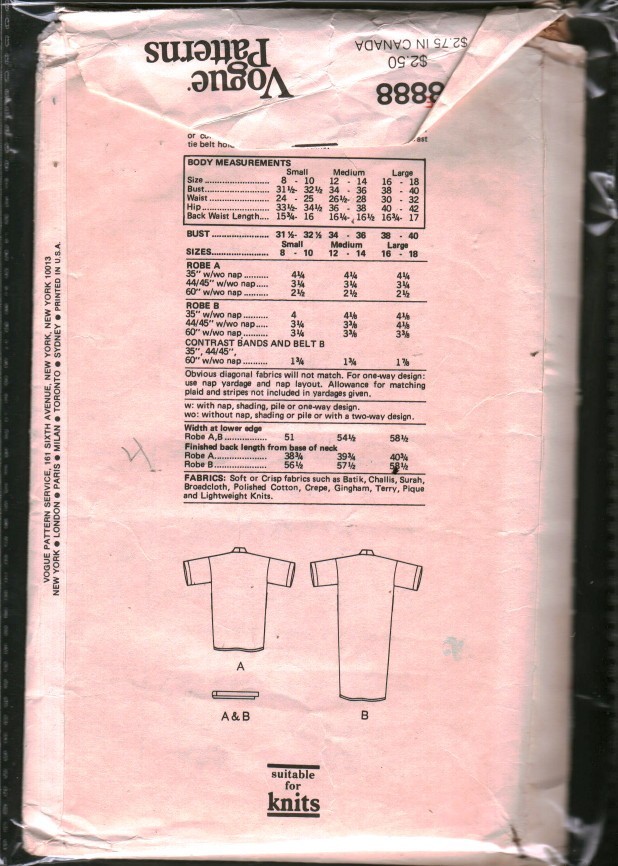 Vogue
Patterns
$2.75 IN CANADA
$2.50
8888
or
tie belt
BODY MEASUREMENTS
Small Medium Large
Size ........................ 8 - 10 12 - 14 16 - 18
Bust ........................ 31½- 32½ 34 - 36 38 - 40
Waist ........................ 24 - 25 26½- 28 30 - 32
Hip ........................ 33½- 34½ 36 - 38 40 - 42
Back Waist Length.... 15¾- 16 16¼- 16½ 16¾- 17
BUST ...................... 31 ½- 32 ½ 34 - 36 38 - 40
Small Medium Large
SIZES...................... 8 - 10 12 - 14 16 - 18
ROBE A
35" w/wo nap .......... 4¼ 4¼ 4¼
44/45" w/wo nap ..... 3¼ 3¼ 3¼
60" w/wo nap .......... 2½ 2½ 2½
ROBE B
35" w/wo nap .......... 4 4⅛ 4⅛
44/45" w/wo nap ..... 3¼ 3⅜ 4⅛
60" w/wo nap .......... 3¼ 3⅜ 3⅜
CONTRAST BANDS AND BELT B
35", 44/45",
60" w/wo nap .......... 1¾ 1¾ 1⅞
Obvious diagonal fabrics will not match. For one-way design:
use nap yardage and nap layout. Allowance for matching
plaid and stripes not included in yardages given.
w: with nap, shading, pile or one-way design.
wo: without nap, shading or pile or with a two-way design.
Width at lower edge
Robe A,B ................ 51 54½ 58½
Finished back length from base of neck
Robe A .................... 38¾ 39¾ 40¾
Robe B .................... 56½ 57½ 58½
FABRICS: Soft or Crisp fabrics such as Batik, Challis, Surah,
Broadcloth, Polished Cotton, Crepe, Gingham, Terry, Pique
and Lightweight Knits.
A
A & B
B
suitable
for
knits
VOGUE PATTERN SERVICE, 161 SIXTH AVENUE, NEW YORK, NEW YORK 10013
NEW YORK ● LONDON ● PARIS ● MILAN ● TORONTO ● SYDNEY ● PRINTED IN U.S.A.